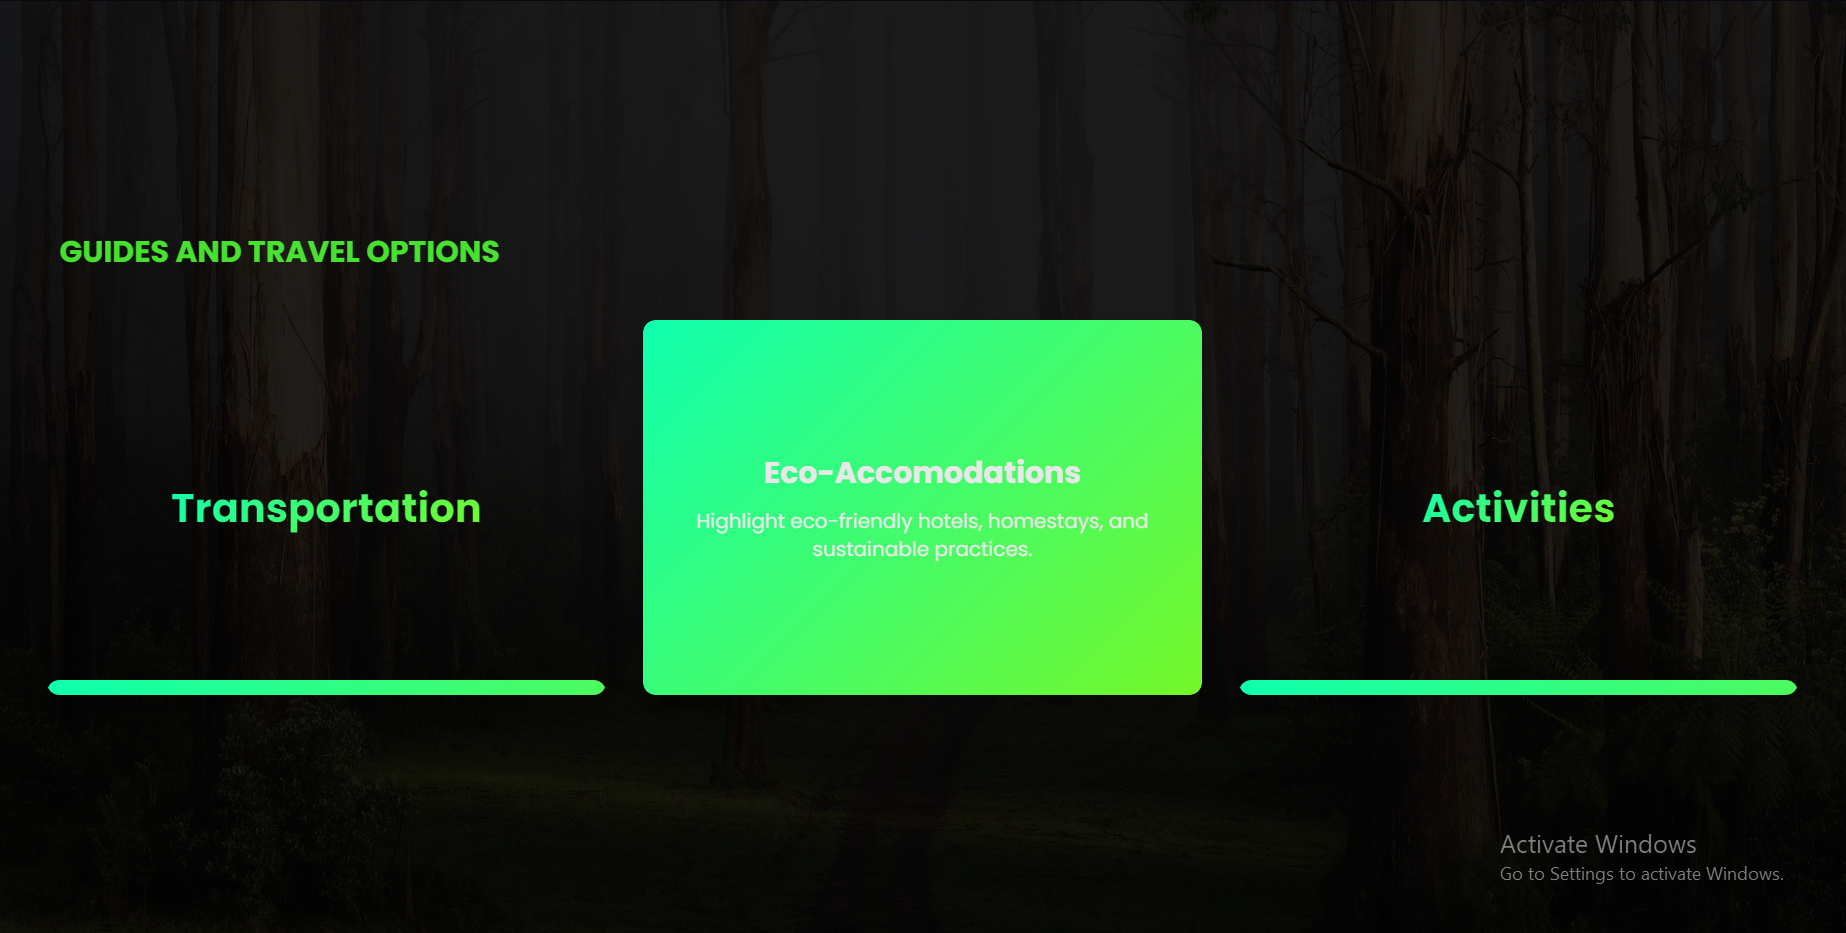 GUIDES AND TRAVEL OPTIONS
Transportation
Eco-Accomodations
Highlight eco-friendly hotels, homestays, and
sustainable practices.
Activities
Activate Windows
Go to Settings to activate Windows.